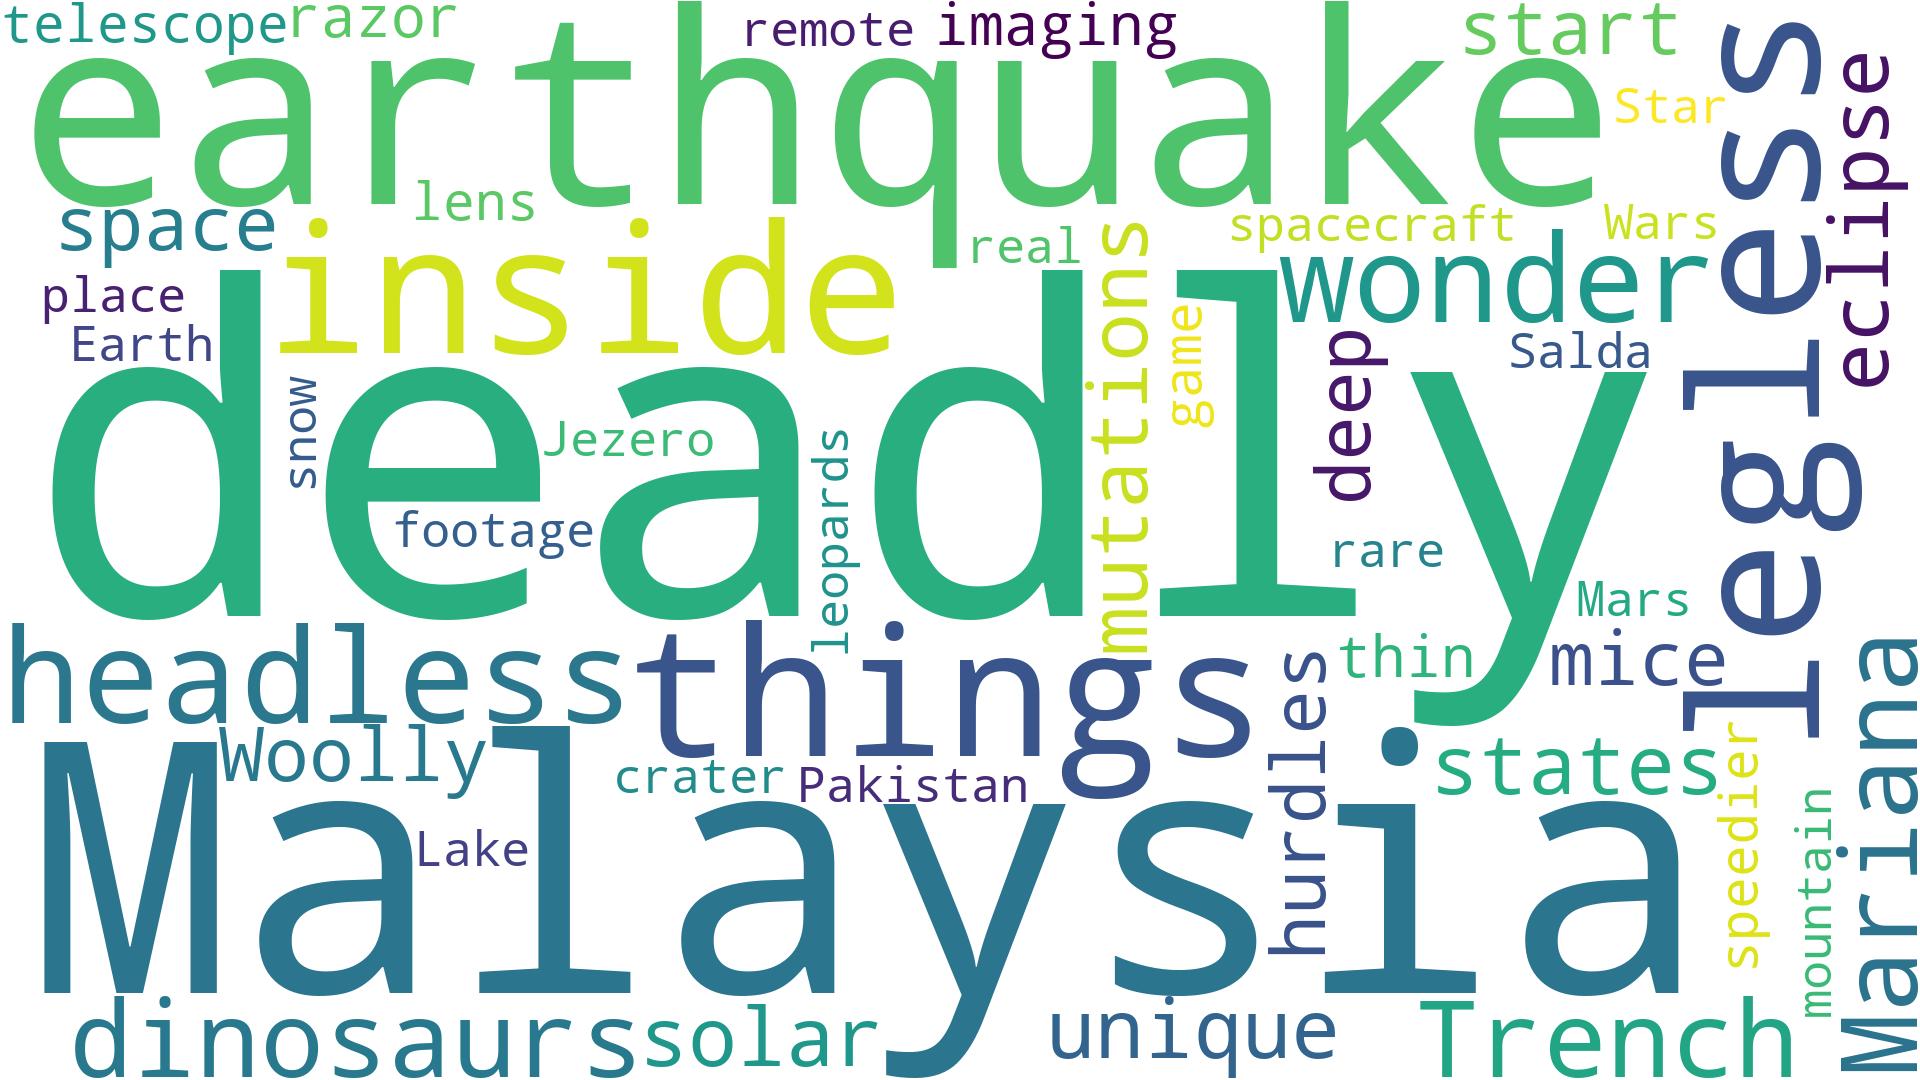 telescope
razor
remote
imaging
start
earthquake
Star
legless
eclipse
lens
space
inside
real
mutations
spacecraft
Wars
wonder
place
Earth
deadly
game
deep
Salda
snow
Jezero
leopards
footage
rare
Mars
headless
things
hurdles
thin
mice
Mariana
Woolly
crater
Pakistan
states
speedier
Malaysia
Lake
mountain
dinosaurs
solar
unique
Trench